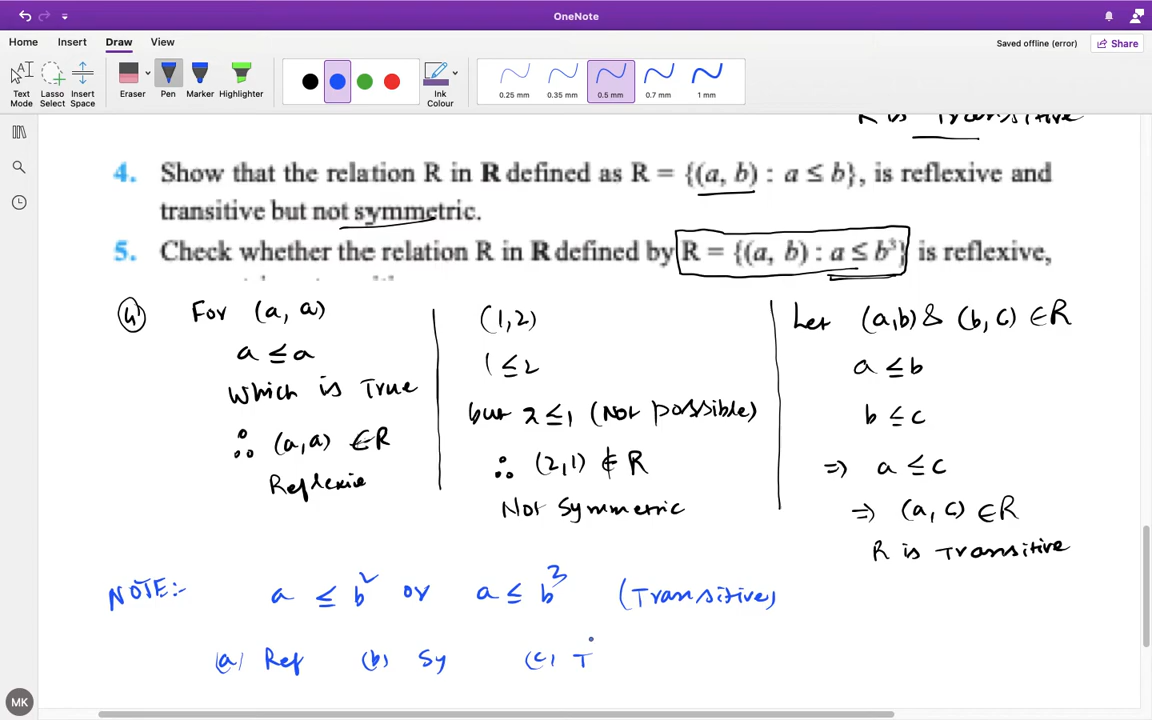 OneNote
Home Insert Draw View
Saved offline (error) Share
Text Mode
Lasso Select
Insert Space
Eraser
Pen
Marker
Highlighter
Ink Colour
0.25 mm 0.35 mm 0.5 mm 0.7 mm 1 mm
R is Transitive
4. Show that the relation R in R defined as R = {(a, b) : a ≤ b}, is reflexive and
transitive but not symmetric.
5. Check whether the relation R in R defined by R = {(a, b) : a ≤ b³} is reflexive,
(4)
For (a, a)
a ≤ a
which is True
∴ (a,a) ∈ R
Reflexive
(1,2)
1 ≤ 2
but 2 ≤ 1 (Not possible)
∴ (2,1) ∉ R
Not Symmetric
Let (a,b) & (b, c) ∈ R
a ≤ b
b ≤ c
⇒ a ≤ c
⇒ (a, c) ∈ R
R is Transitive
NOTE:- a ≤ b² or a ≤ b³ (Transitive)
(a) Ref (b) Sy (c) T
MK